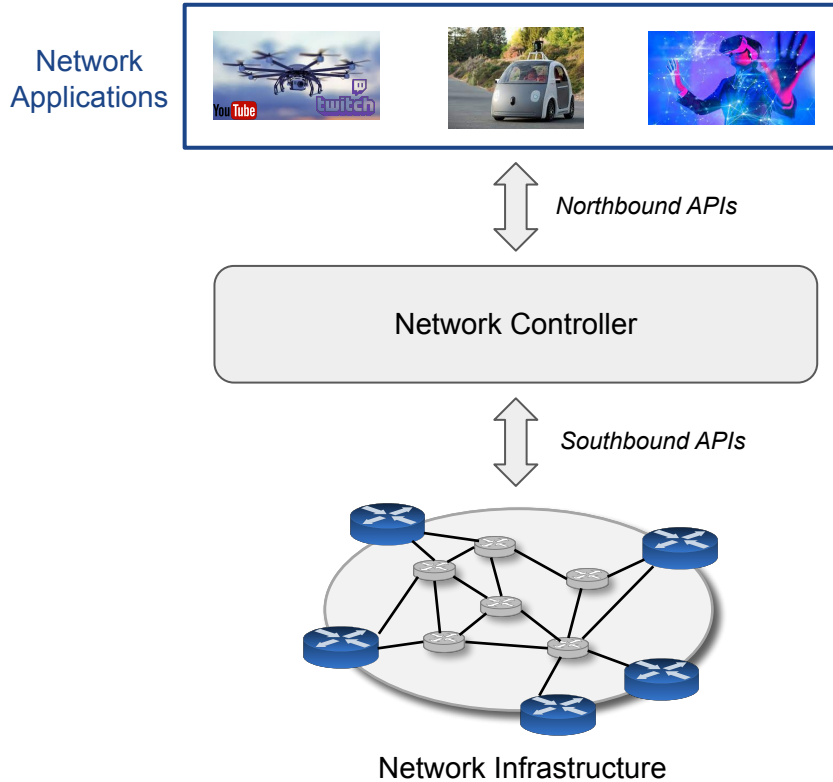 Network
Applications
YouTube
twitch
Northbound APIs
Network Controller
Southbound APIs
Network Infrastructure